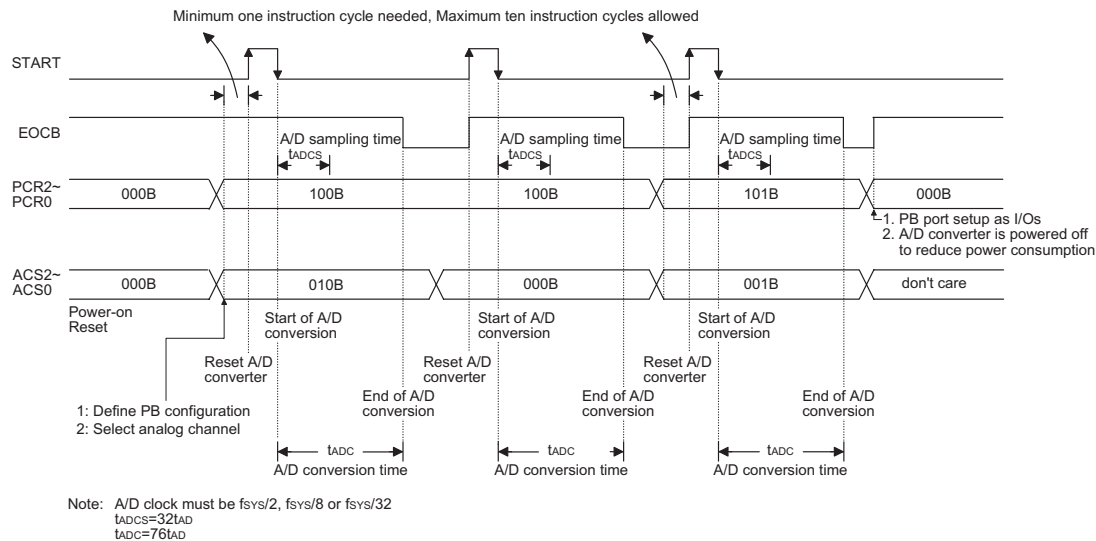 Minimum one instruction cycle needed, Maximum ten instruction cycles allowed
START
EOCB
A/D sampling time
tADCS
A/D sampling time
tADCS
A/D sampling time
tADCS
PCR2~
PCR0
000B
100B
100B
101B
000B
1. PB port setup as I/Os
2. A/D converter is powered off
to reduce power consumption
ACS2~
ACS0
000B
010B
000B
001B
don't care
Power-on
Reset
Start of A/D
conversion
Start of A/D
conversion
Start of A/D
conversion
Reset A/D
converter
Reset A/D
converter
Reset A/D
converter
End of A/D
conversion
End of A/D
conversion
End of A/D
conversion
1: Define PB configuration
2: Select analog channel
tADC
A/D conversion time
tADC
A/D conversion time
tADC
A/D conversion time
Note: A/D clock must be fSYS/2, fSYS/8 or fSYS/32
tADCS=32tAD
tADC=76tAD